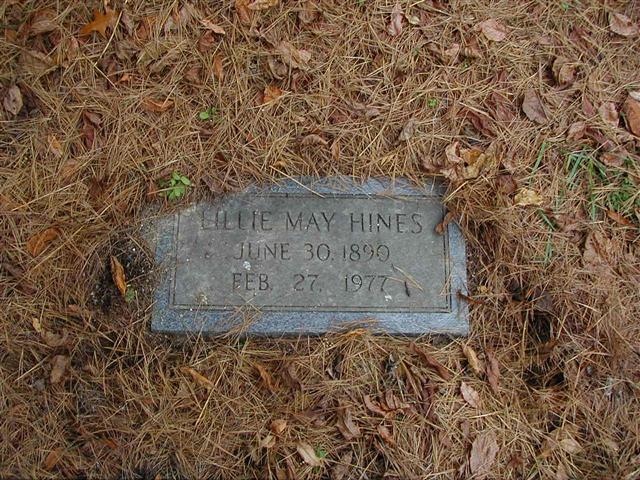 LILLIE MAY HINES
JUNE 30, 1890
FEB. 27, 1977